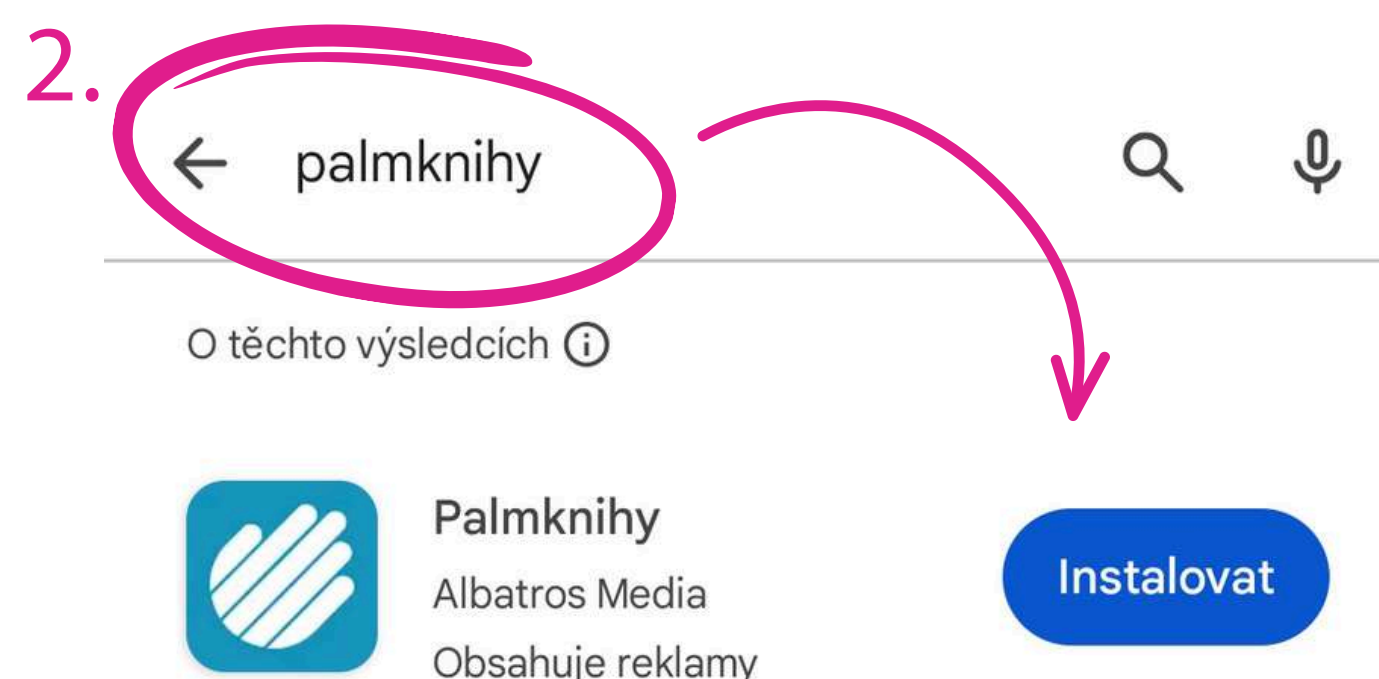 2.
palmknihy
O těchto výsledcích
Palmknihy
Albatros Media
Instalovat
Obsahuje reklamy